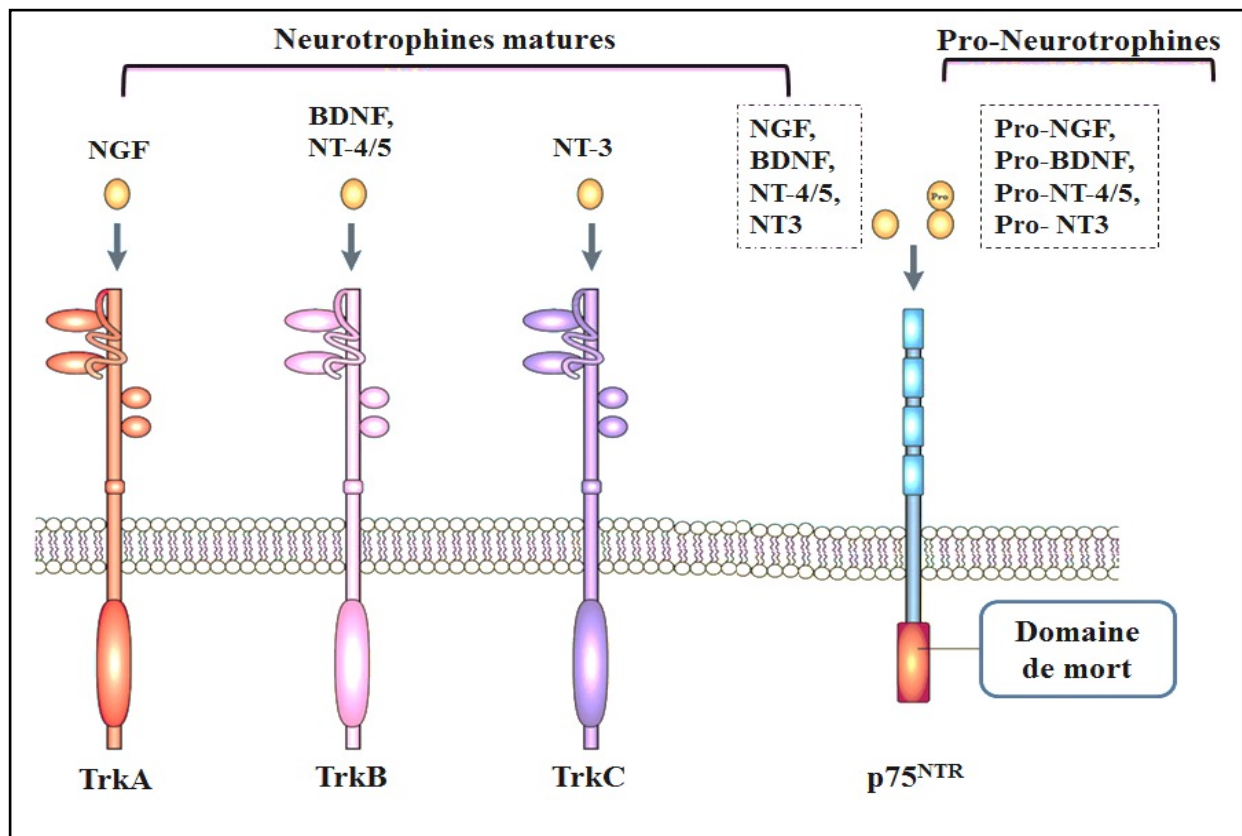 Neurotrophines matures
Pro-Neurotrophines
NGF
BDNF,
NT-4/5
NT-3
NGF,
BDNF,
NT-4/5,
NT3
Pro-NGF,
Pro-BDNF,
Pro-NT-4/5,
Pro- NT3
Pro
Domaine
de mort
TrkA
TrkB
TrkC
p75NTR